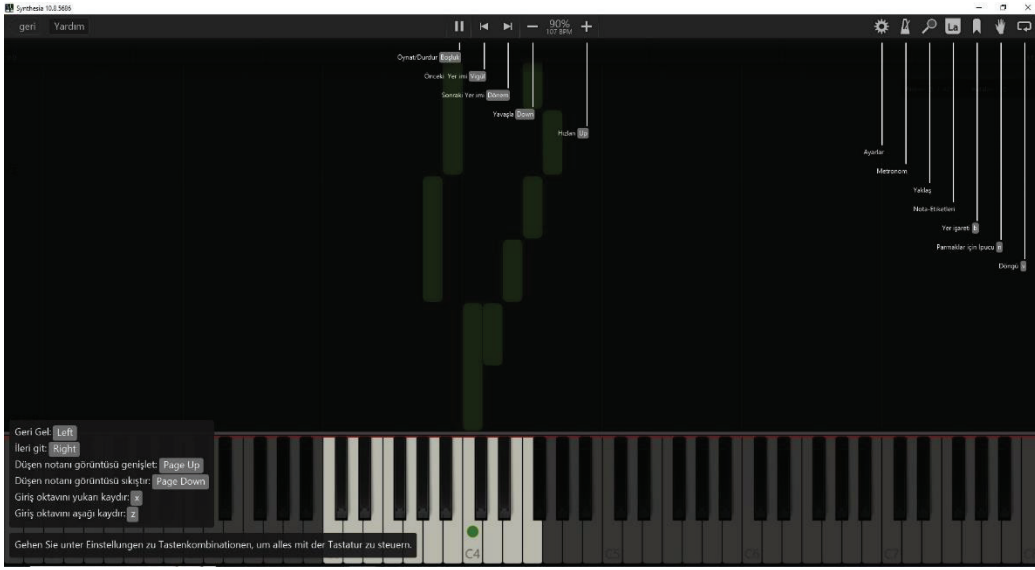 Synthesia 10.8.5686
geri Yardım 90% 107 BPM La
Oynat/Durdur Boşluk
Önceki Yer imi Virgül
Sonraki Yer imi Dönem
Yavaşla Down
Hızlan Up
Ayarlar
Metronom
Yaklaş
Nota-Etiketleri
Yer işareti b
Parmaklar için İpucu n
Döngü v
Geri Gel: Left
İleri git: Right
Düşen notanı görüntüsü genişlet: Page Up
Düşen notanı görüntüsü sıkıştır: Page Down
Giriş oktavını yukarı kaydır: x
Giriş oktavını aşağı kaydır: z
Gehen Sie unter Einstellungen zu Tastenkombinationen, um alles mit der Tastatur zu steuern.
C4 C5 C6 C7